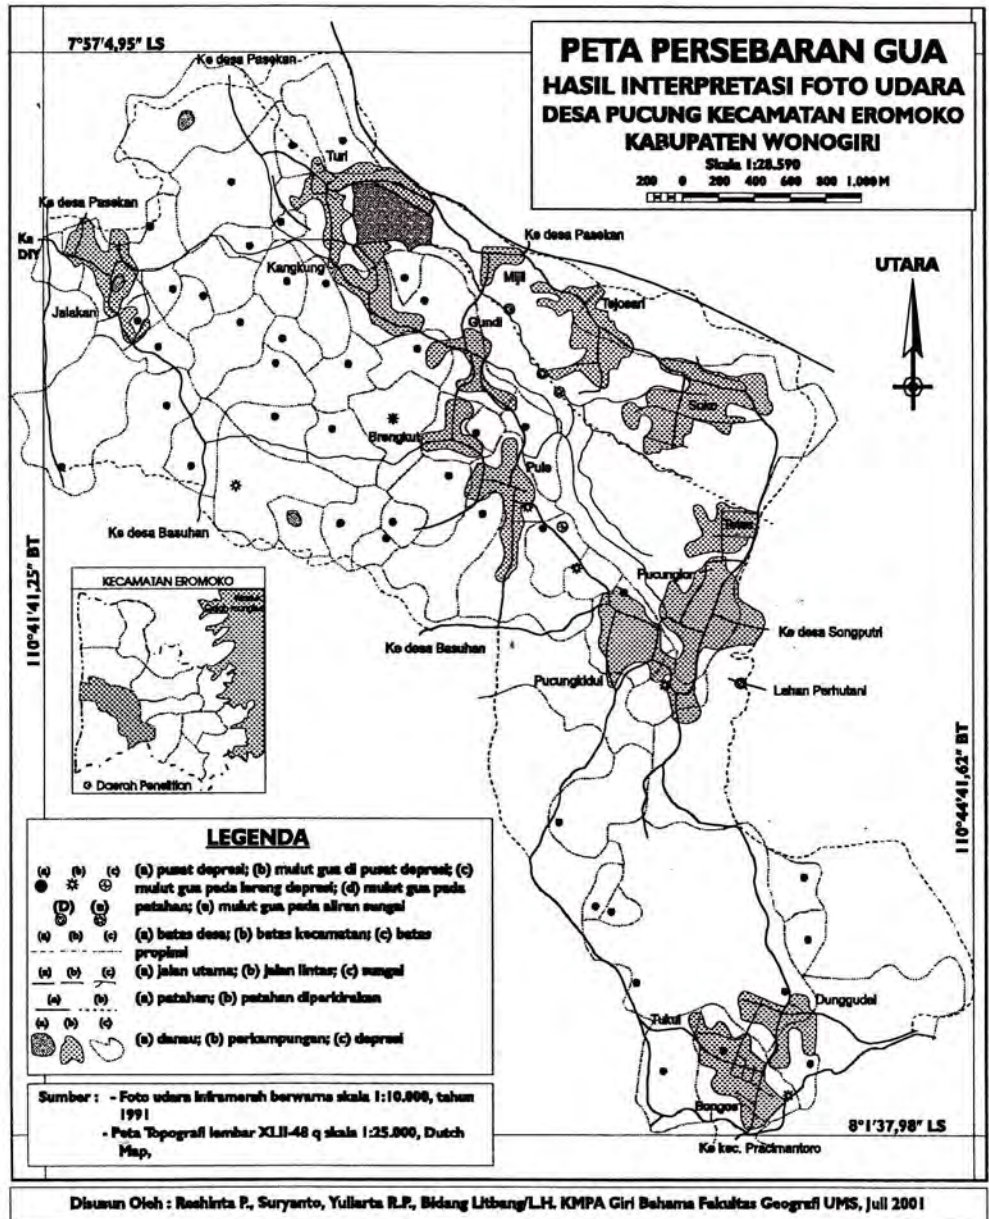 7°57'4,95" LS
PETA PERSEBARAN GUA
HASIL INTERPRETASI FOTO UDARA
DESA PUCUNG KECAMATAN EROMOKO
KABUPATEN WONOGIRI
Skala 1:28.590
200 0 200 400 600 800 1,000 M
Ke desa Pasekan
Turi
Ke desa Pasekan
Ke
DIY
Ke desa Pasekan
UTARA
Kangkung
Mijil
Tejosari
Jalakan
Gundi
Suko
Brengkut
Pule
Ke desa Basuhan
KECAMATAN EROMOKO
Pucunglor
110°41'41,25" BT
Ke desa Songputri
Ke desa Basuhan
Pucungkidul
Lahan Perhutani
Daerah Penelitian
110°44'41,62" BT
LEGENDA
(a) (b) (c) (a) pusat depresi; (b) mulut gua di pusat depresi; (c)
mulut gua pada lereng depresi; (d) mulut gua pada
(D) (e) patahan; (e) mulut gua pada aliran sungai
(a) (b) (c) (a) batas desa; (b) batas kecamatan; (c) batas
propinsi
(a) (b) (c) (a) jalan utama; (b) jalan lintas; (c) sungai
(a) (b) (a) patahan; (b) patahan diperkirakan
(a) (b) (c) (a) danau; (b) perkampungan; (c) depresi
Dunggudel
Tukul
Bongos
Sumber : - Foto udara inframerah berwarna skala 1:10.000, tahun
1991
- Peta Topografi lembar XLII-48 q skala 1:25.000, Dutch
Map,
8°1'37,98" LS
Ke kec. Pracimantoro
Disusun Oleh : Reshinta P., Suryanto, Yuliarta R.P., Bidang Litbang/L.H. KMPA Giri Bahama Fakultas Geografi UMS, Juli 2001